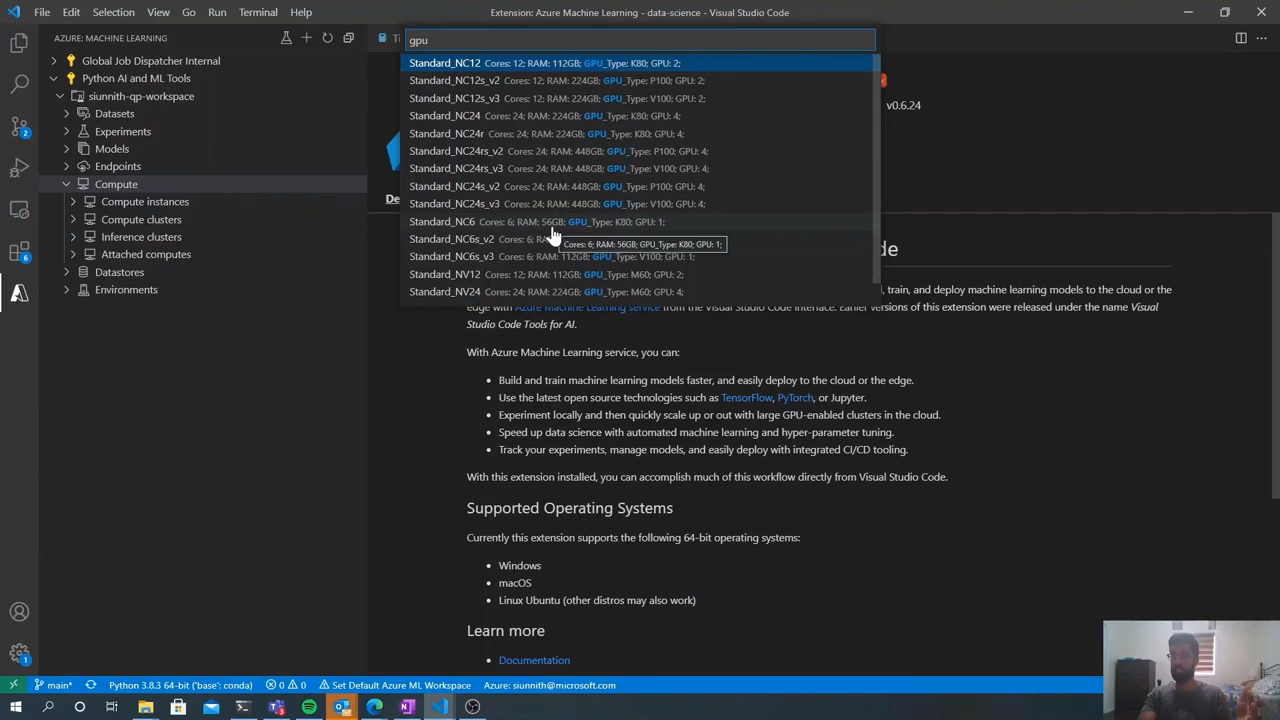 File Edit Selection View Go Run Terminal Help
Extension: Azure Machine Learning - data-science - Visual Studio Code
AZURE: MACHINE LEARNING
Global Job Dispatcher Internal
Python AI and ML Tools
siunnith-qp-workspace
Datasets
Experiments
Models
Endpoints
Compute
Compute instances
Compute clusters
Inference clusters
Attached computes
Datastores
Environments
gpu
Standard_NC12 Cores: 12; RAM: 112GB; GPU_Type: K80; GPU: 2;
Standard_NC12s_v2 Cores: 12; RAM: 224GB; GPU_Type: P100; GPU: 2;
Standard_NC12s_v3 Cores: 12; RAM: 224GB; GPU_Type: V100; GPU: 2;
Standard_NC24 Cores: 24; RAM: 224GB; GPU_Type: K80; GPU: 4;
Standard_NC24r Cores: 24; RAM: 224GB; GPU_Type: K80; GPU: 4;
Standard_NC24rs_v2 Cores: 24; RAM: 448GB; GPU_Type: P100; GPU: 4;
Standard_NC24rs_v3 Cores: 24; RAM: 448GB; GPU_Type: V100; GPU: 4;
Standard_NC24s_v2 Cores: 24; RAM: 448GB; GPU_Type: P100; GPU: 4;
Standard_NC24s_v3 Cores: 24; RAM: 448GB; GPU_Type: V100; GPU: 4;
Standard_NC6 Cores: 6; RAM: 56GB; GPU_Type: K80; GPU: 1;
Standard_NC6s_v2 Cores: 6;
Cores: 6; RAM: 56GB; GPU_Type: K80; GPU: 1;
Standard_NC6s_v3 Cores: 6; RAM: 112GB; GPU_Type: V100; GPU: 1;
Standard_NV12 Cores: 12; RAM: 112GB; GPU_Type: M60; GPU: 2;
Standard_NV24 Cores: 24; RAM: 224GB; GPU_Type: M60; GPU: 4;
v0.6.24
, train, and deploy machine learning models to the cloud or the
edge with Azure Machine Learning service from the Visual Studio Code interface. Earlier versions of this extension were released under the name Visual
Studio Code Tools for AI.
With Azure Machine Learning service, you can:
• Build and train machine learning models faster, and easily deploy to the cloud or the edge.
• Use the latest open source technologies such as TensorFlow, PyTorch, or Jupyter.
• Experiment locally and then quickly scale up or out with large GPU-enabled clusters in the cloud.
• Speed up data science with automated machine learning and hyper-parameter tuning.
• Track your experiments, manage models, and easily deploy with integrated CI/CD tooling.
With this extension installed, you can accomplish much of this workflow directly from Visual Studio Code.
Supported Operating Systems
Currently this extension supports the following 64-bit operating systems:
• Windows
• macOS
• Linux Ubuntu (other distros may also work)
Learn more
• Documentation
main* Python 3.8.3 64-bit ('base': conda) 0 0 Set Default Azure ML Workspace Azure: siunnith@microsoft.com